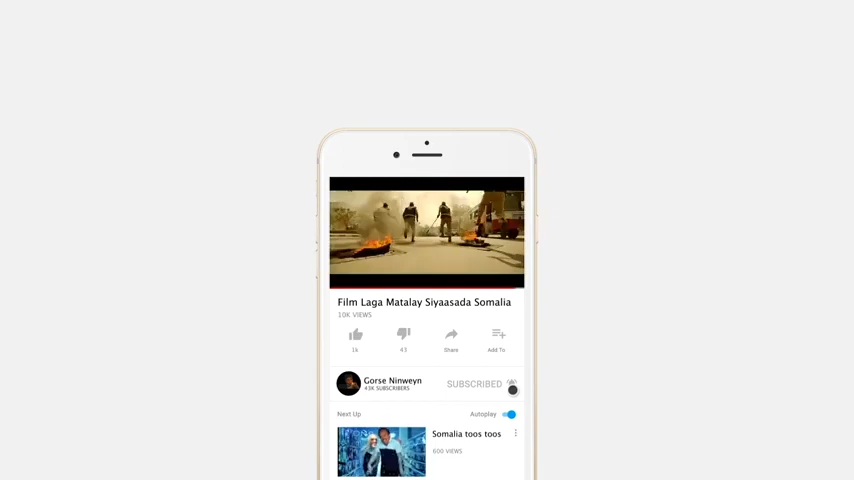 Film Laga Matalay Siyaasada Somalia
10K VIEWS
1k
43
Share
Add To
Gorse Ninweyn
43K SUBSCRIBERS
SUBSCRIBED
Next Up
Autoplay
Somalia toos toos
600 VIEWS